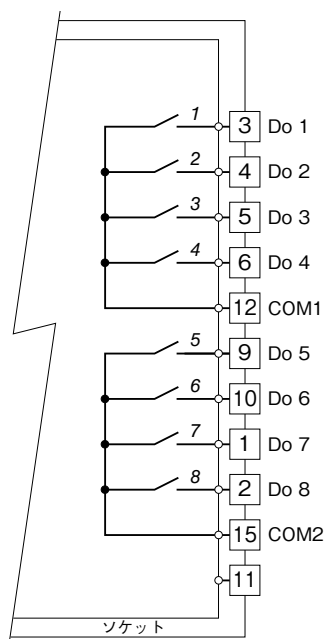 1 3 Do 1
2 4 Do 2
3 5 Do 3
4 6 Do 4
12 COM1
5 9 Do 5
6 10 Do 6
7 1 Do 7
8 2 Do 8
15 COM2
11
ソケット